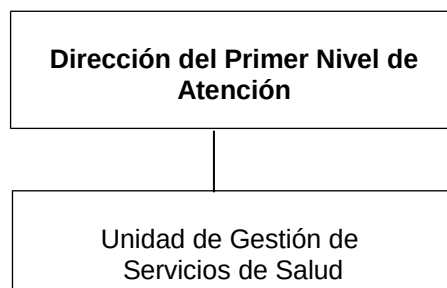 Dirección del Primer Nivel de
Atención
Unidad de Gestión de
Servicios de Salud